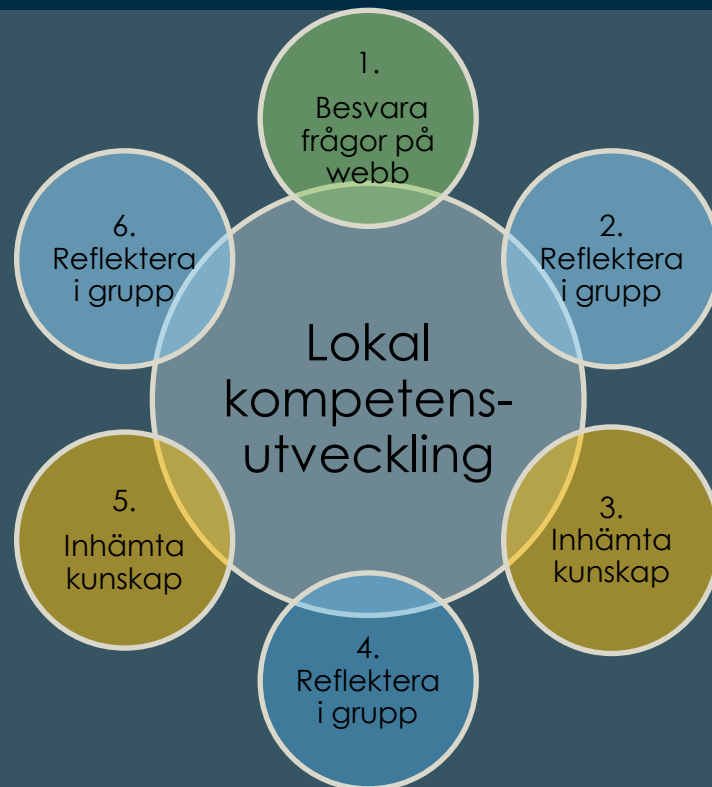 1.
Besvara
frågor på
webb
2.
Reflektera
i grupp
3.
Inhämta
kunskap
4.
Reflektera
i grupp
5.
Inhämta
kunskap
6.
Reflektera
i grupp
Lokal
kompetens-
utveckling